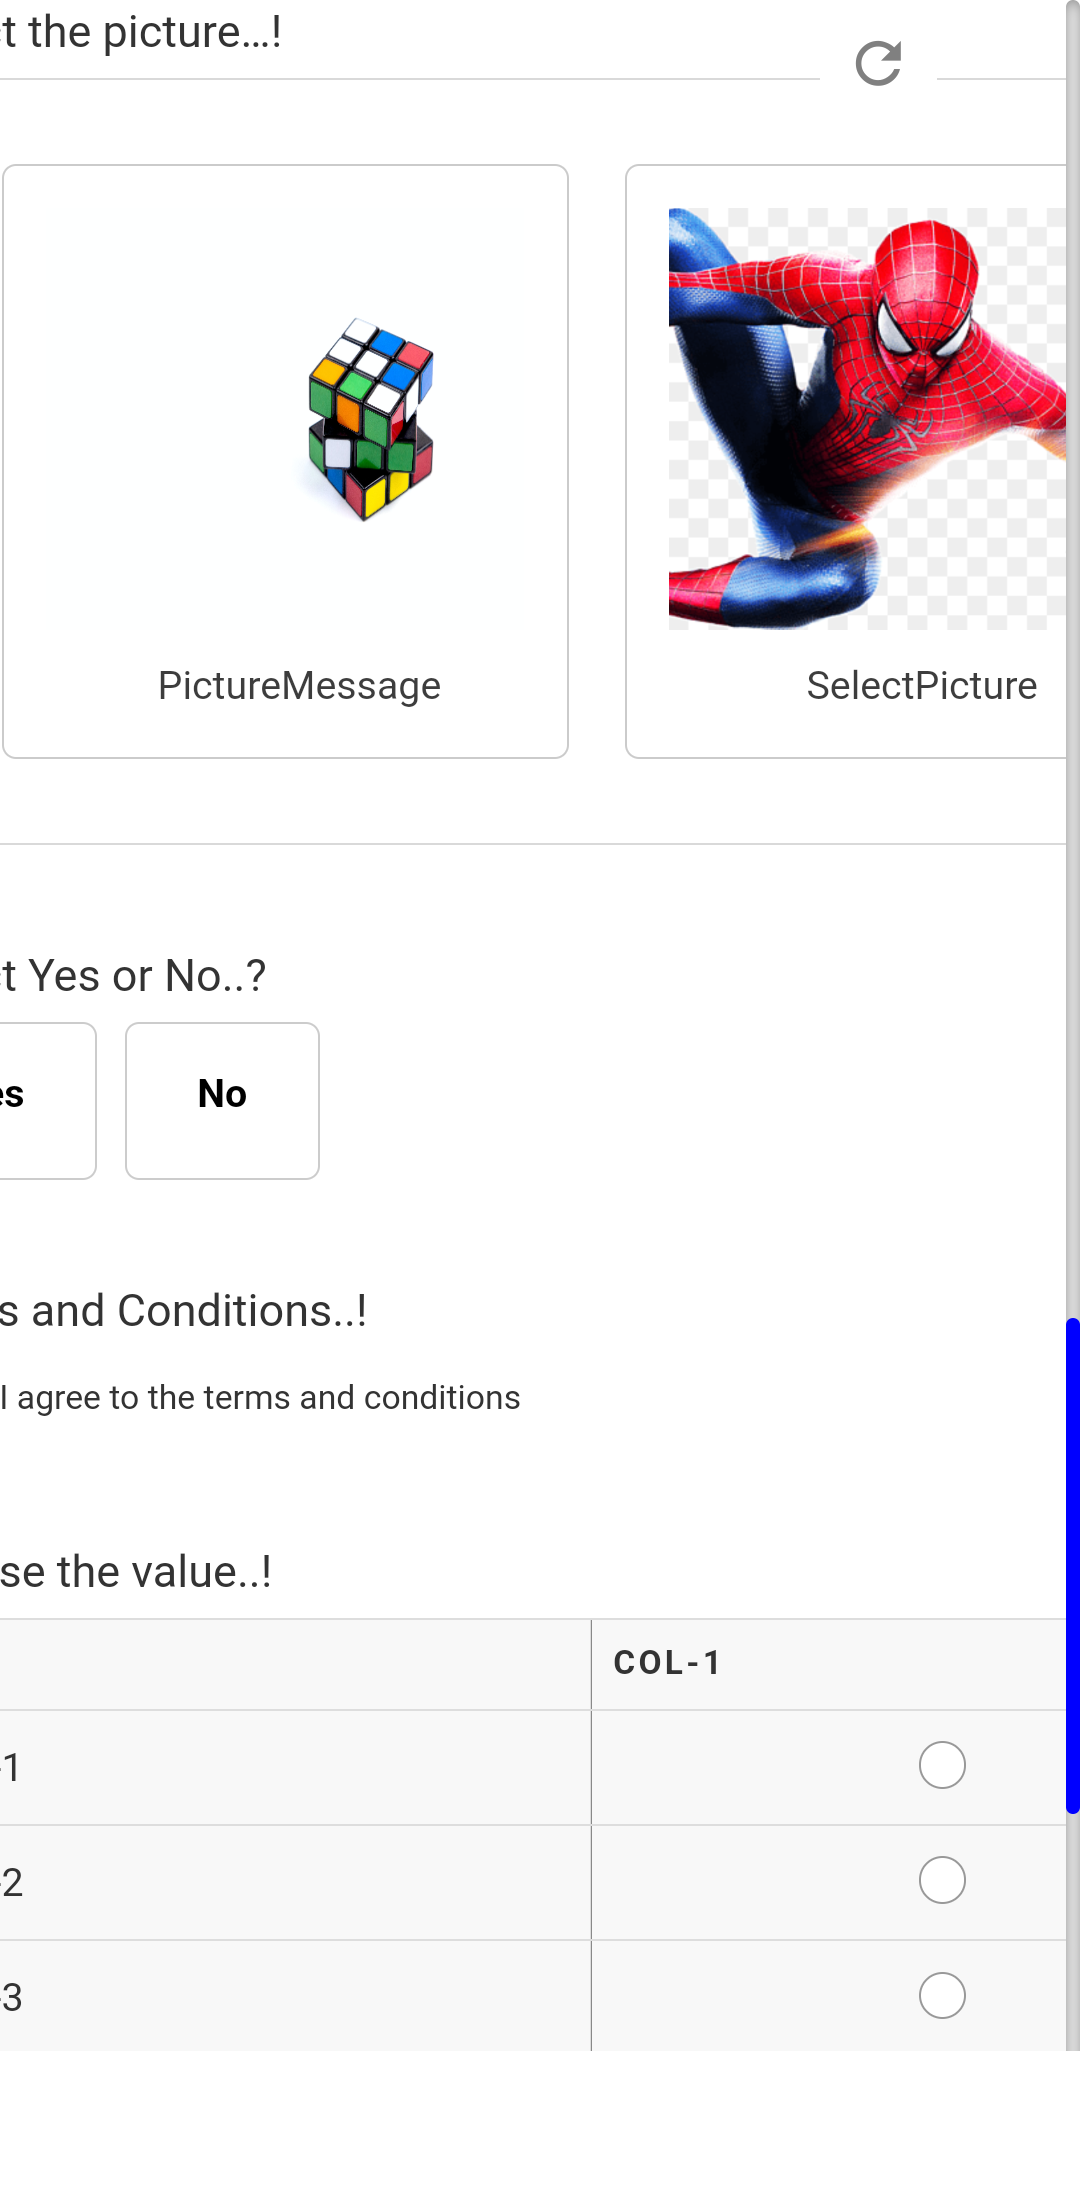 t the picture...!
PictureMessage
SelectPicture
t Yes or No..?
es
No
s and Conditions..!
I agree to the terms and conditions
se the value..!
COL-1
-1
-2
-3